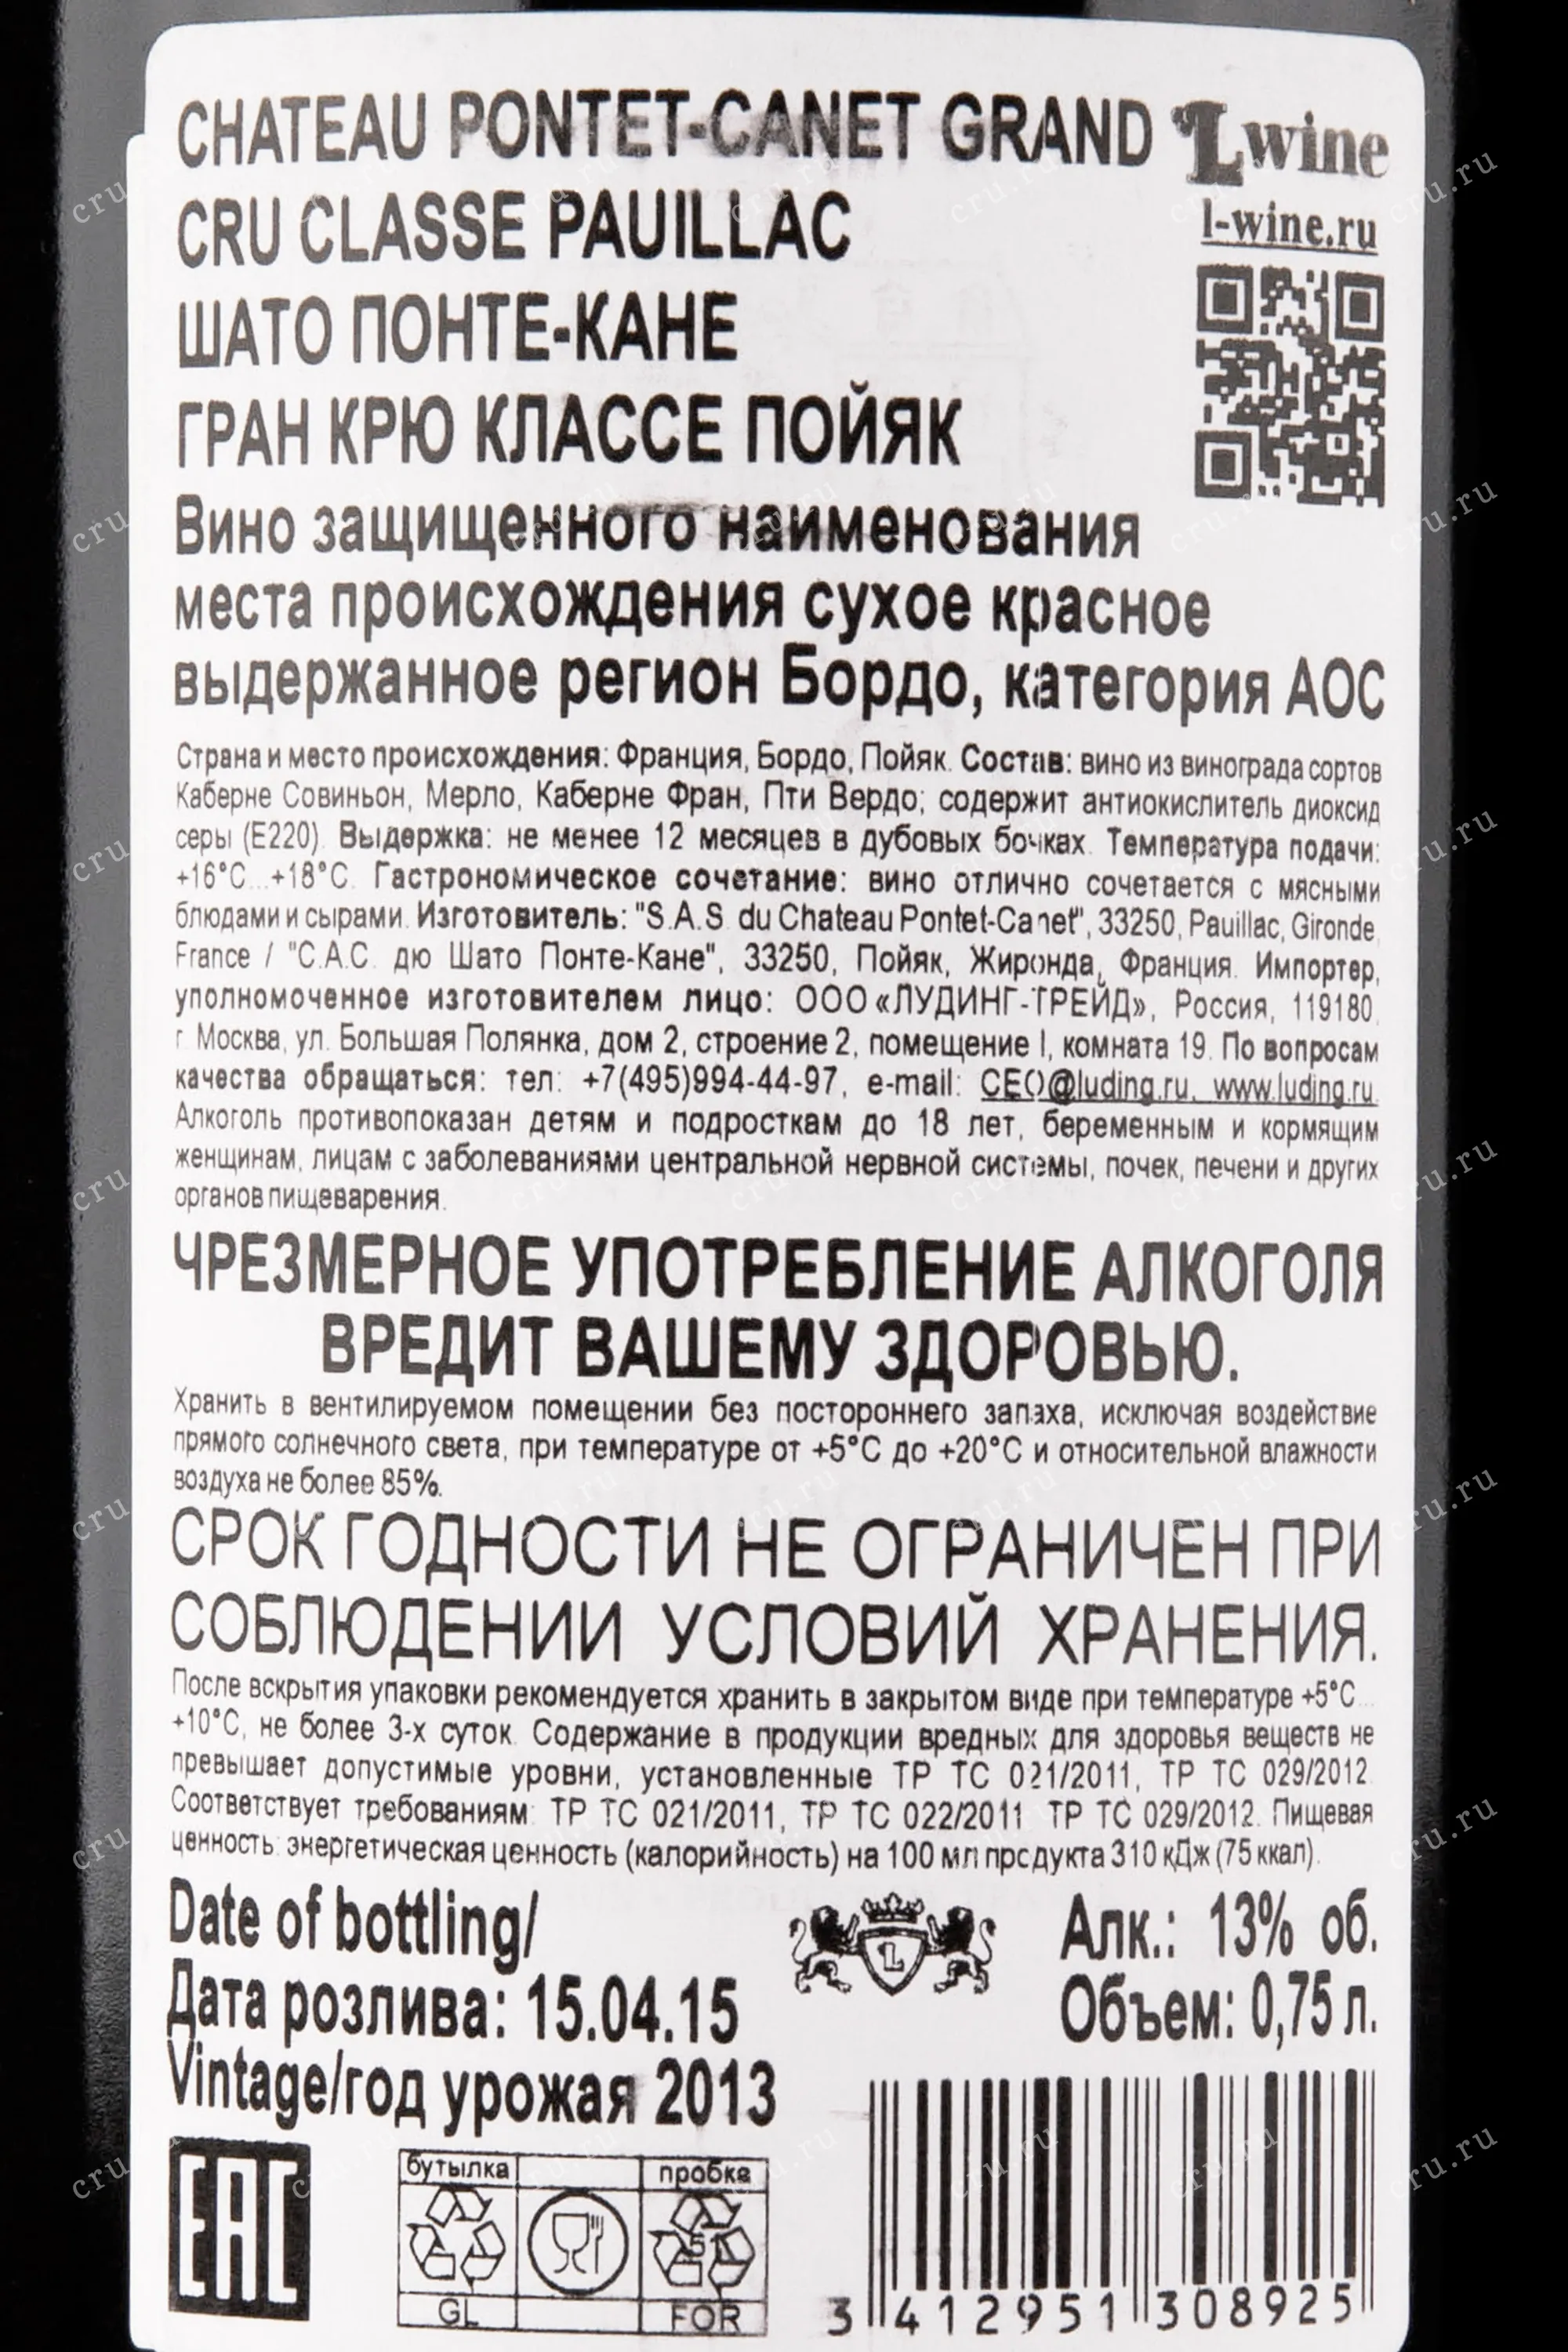 CHATEAU PONTET-CANET GRAND
CRU CLASSE PAUILLAC
ШАТО ПОНТЕ-КАНЕ
ГРАН КРЮ КЛАССЕ ПОЙЯК
L wine
l-wine.ru
Вино защищенного наименования
места происхождения сухое красное
выдержанное регион Бордо, категория АОС
Страна и место происхождения: Франция, Бордо, Пойяк. Состав: вино из винограда сортов
Каберне Совиньон, Мерло, Каберне Фран, Пти Вердо; содержит антиокислитель диоксид
серы (Е220). Выдержка: не менее 12 месяцев в дубовых бочках. Температура подачи:
+16°С...+18°С. Гастрономическое сочетание: вино отлично сочетается с мясными
блюдами и сырами. Изготовитель: "S.A.S. du Chateau Pontet-Canet", 33250, Pauillac, Gironde,
France / "С.А.С. дю Шато Понте-Кане", 33250, Пойяк, Жиронда, Франция. Импортер,
уполномоченное изготовителем лицо: ООО «ЛУДИНГ-ТРЕЙД», Россия, 119180,
г. Москва, ул. Большая Полянка, дом 2, строение 2, помещение I, комната 19. По вопросам
качества обращаться: тел: +7(495)994-44-97, e-mail: CEO@luding.ru, www.luding.ru.
Алкоголь противопоказан детям и подросткам до 18 лет, беременным и кормящим
женщинам, лицам с заболеваниями центральной нервной системы, почек, печени и других
органов пищеварения.
ЧРЕЗМЕРНОЕ УПОТРЕБЛЕНИЕ АЛКОГОЛЯ
ВРЕДИТ ВАШЕМУ ЗДОРОВЬЮ.
Хранить в вентилируемом помещении без постороннего запаха, исключая воздействие
прямого солнечного света, при температуре от +5°С до +20°С и относительной влажности
воздуха не более 85%.
СРОК ГОДНОСТИ НЕ ОГРАНИЧЕН ПРИ
СОБЛЮДЕНИИ УСЛОВИЙ ХРАНЕНИЯ.
После вскрытия упаковки рекомендуется хранить в закрытом виде при температуре +5°С...
+10°С, не более 3-х суток. Содержание в продукции вредных для здоровья веществ не
превышает допустимые уровни, установленные ТР ТС 021/2011, ТР ТС 029/2012.
Соответствует требованиям: ТР ТС 021/2011, ТР ТС 022/2011 ТР ТС 029/2012. Пищевая
ценность: энергетическая ценность (калорийность) на 100 мл продукта 310 кДж (75 ккал).
Date of bottling/
Дата розлива: 15.04.15
Vintage/год урожая 2013
L
Алк.: 13% об.
Объем: 0,75 л.
EAC
бутылка
пробка
51
GL
FOR
3 412951 308925
cru.ru